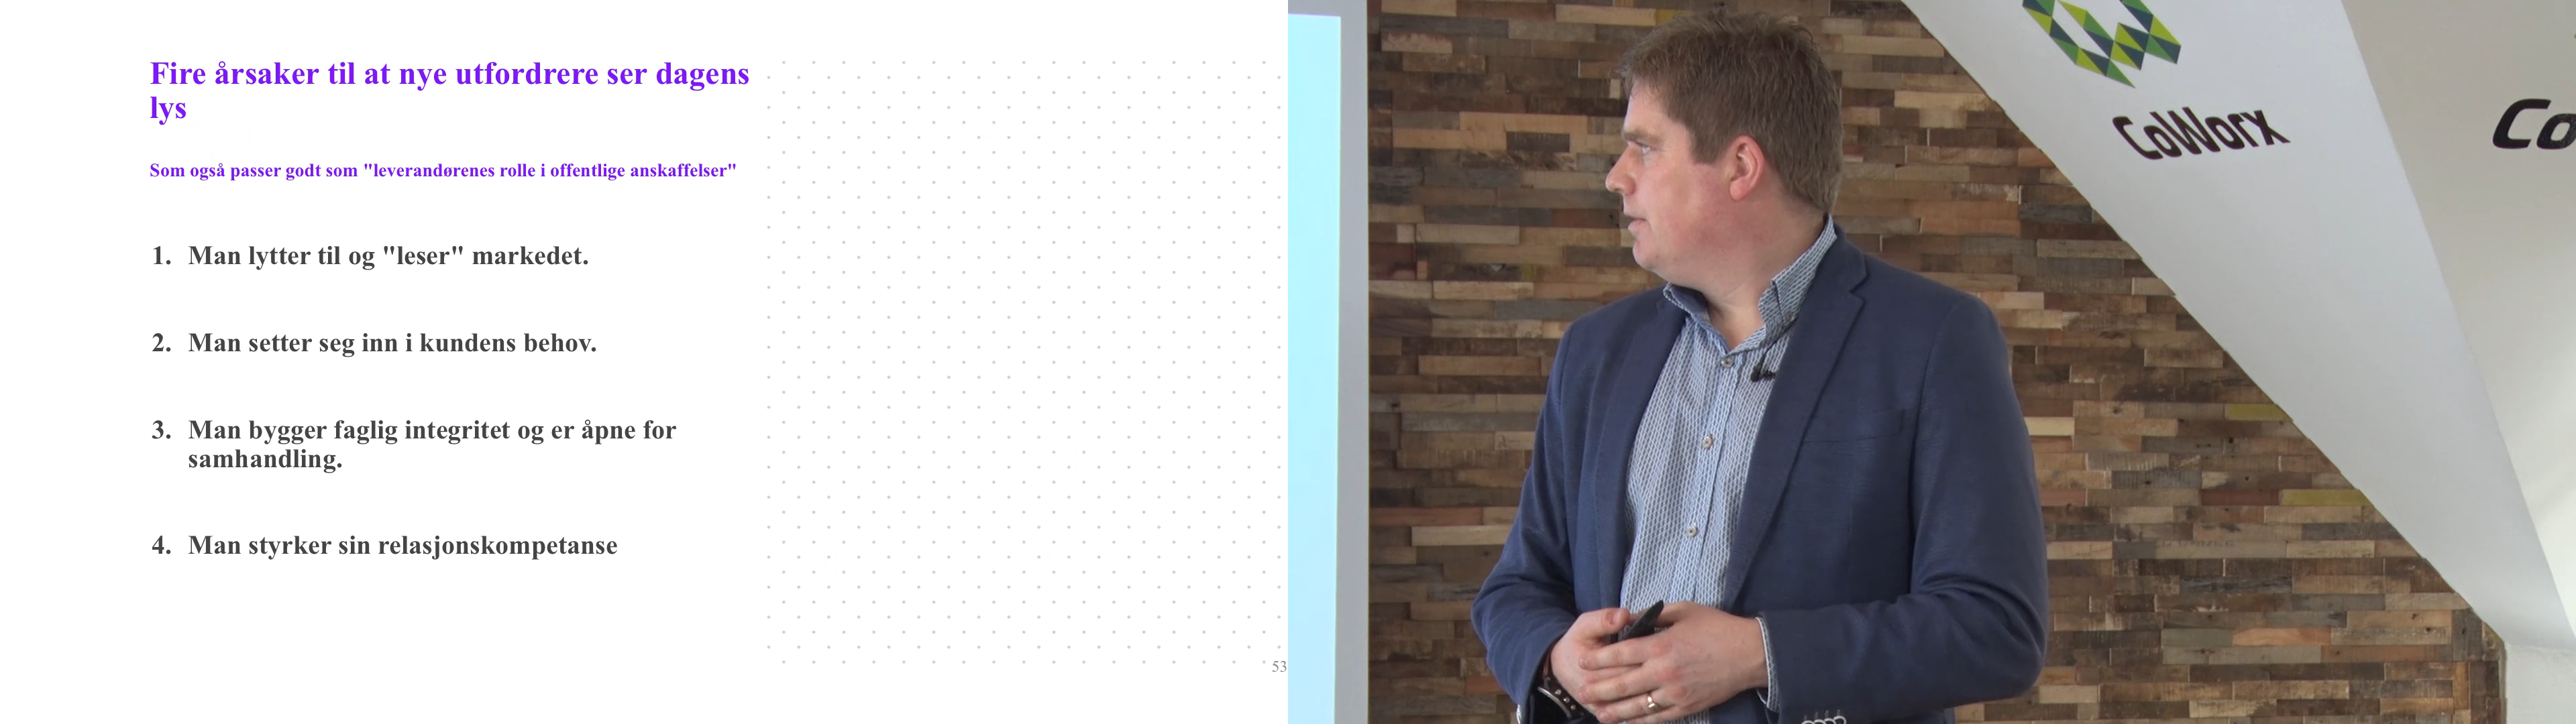 Fire årsaker til at nye utfordrere ser dagens
lys
Som også passer godt som "leverandørenes rolle i offentlige anskaffelser"
1. Man lytter til og "leser" markedet.
2. Man setter seg inn i kundens behov.
3. Man bygger faglig integritet og er åpne for
samhandling.
4. Man styrker sin relasjonskompetanse
53
CoWorx
Co